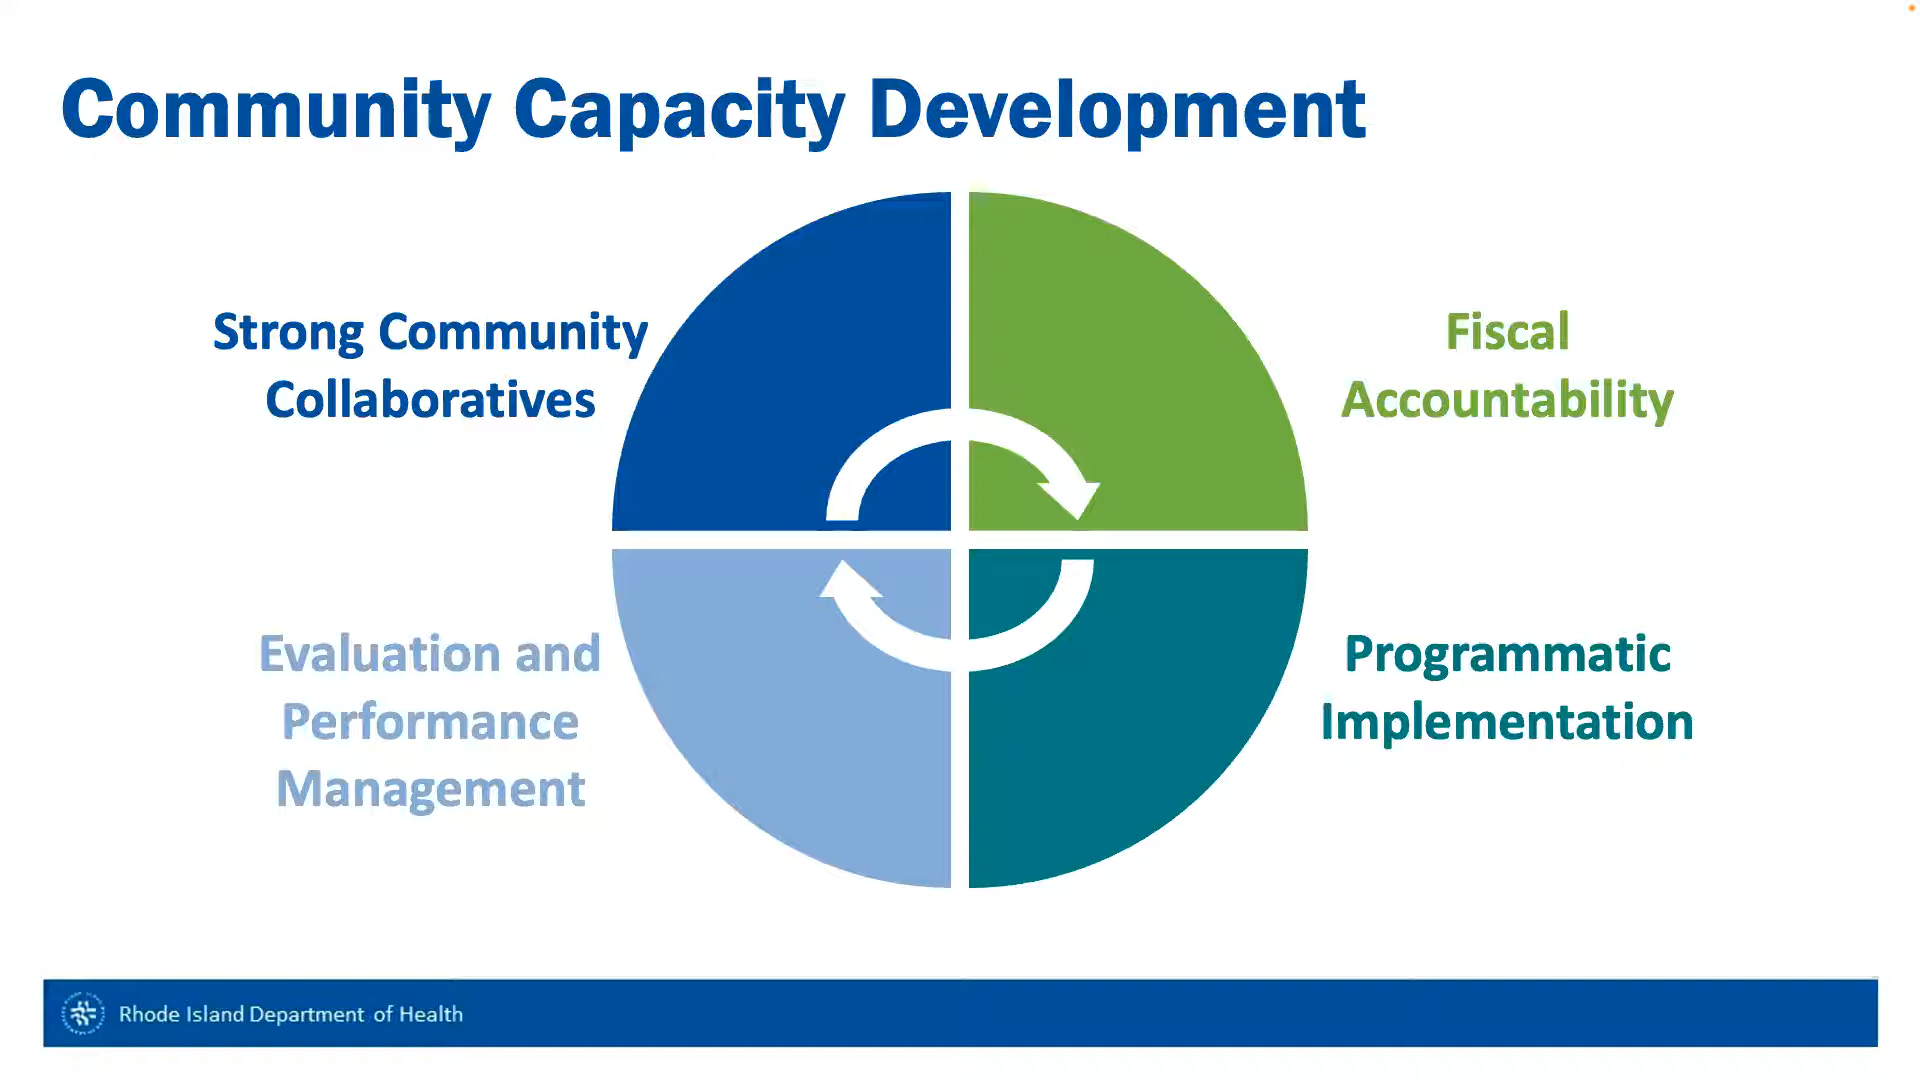 Community Capacity Development
Strong Community
Collaboratives
Fiscal
Accountability
Evaluation and
Performance
Management
Programmatic
Implementation
Rhode Island Department of Health